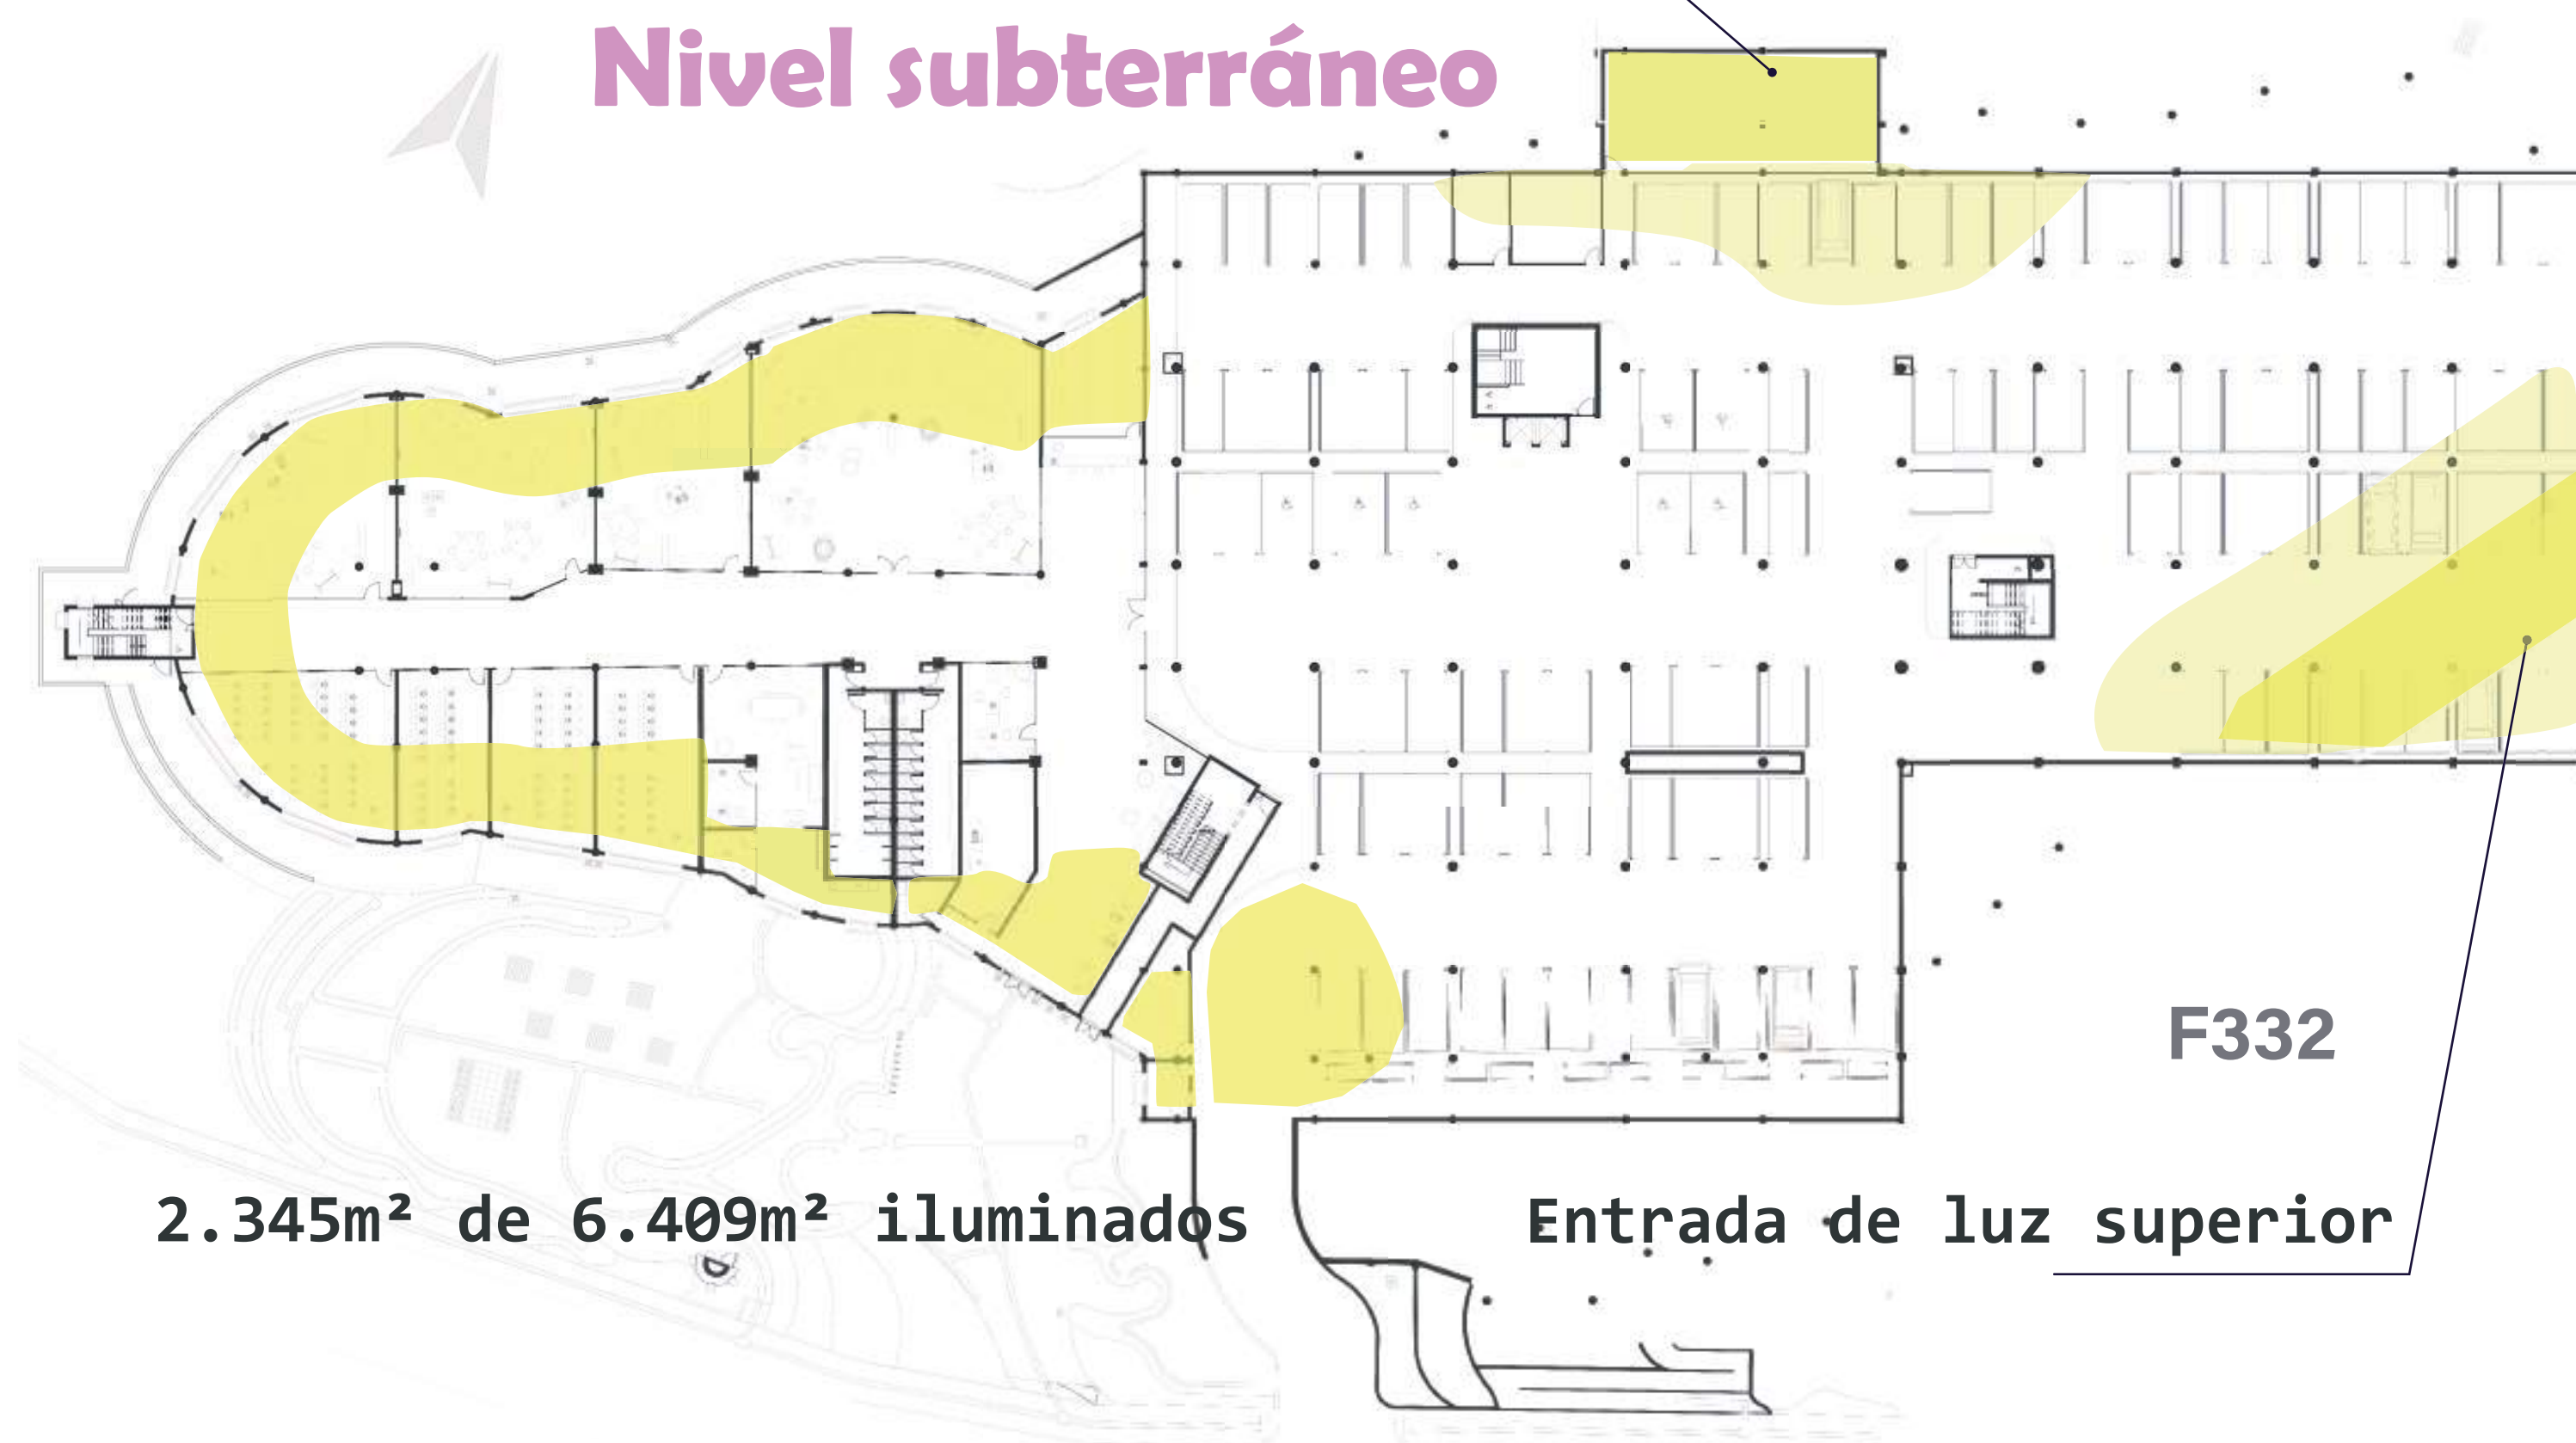 Nivel subterráneo
F332
2.345m² de 6.409m² iluminados
Entrada de luz superior